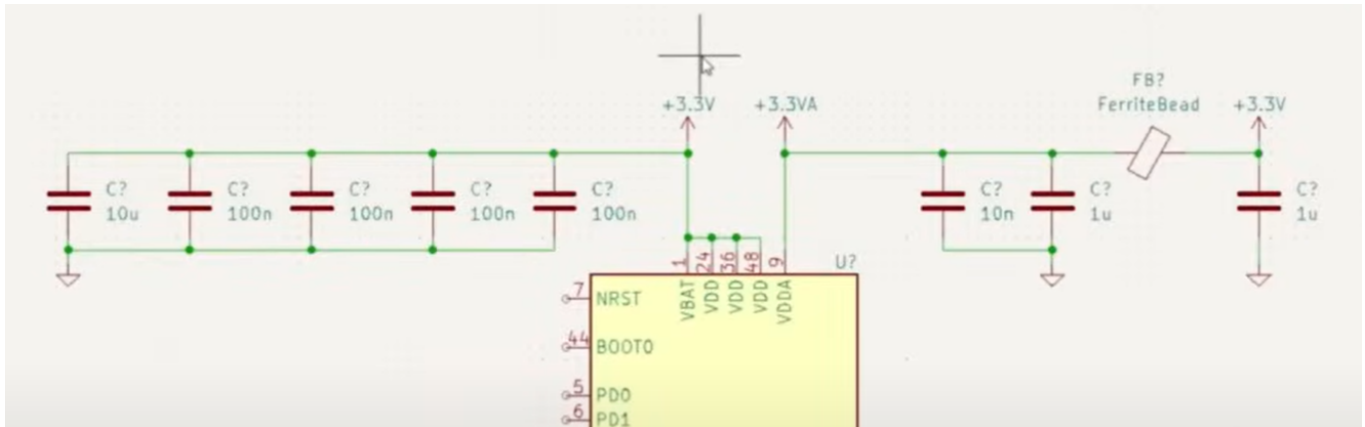 FB?
FerriteBead
+3.3V
+3.3VA
+3.3V
C?
10u
C?
100n
C?
100n
C?
100n
C?
100n
C?
10n
C?
1u
C?
1u
U?
1
24
36
48
9
VBAT
VDD
VDD
VDD
VDDA
7 NRST
44 BOOT0
5 PD0
6 PD1